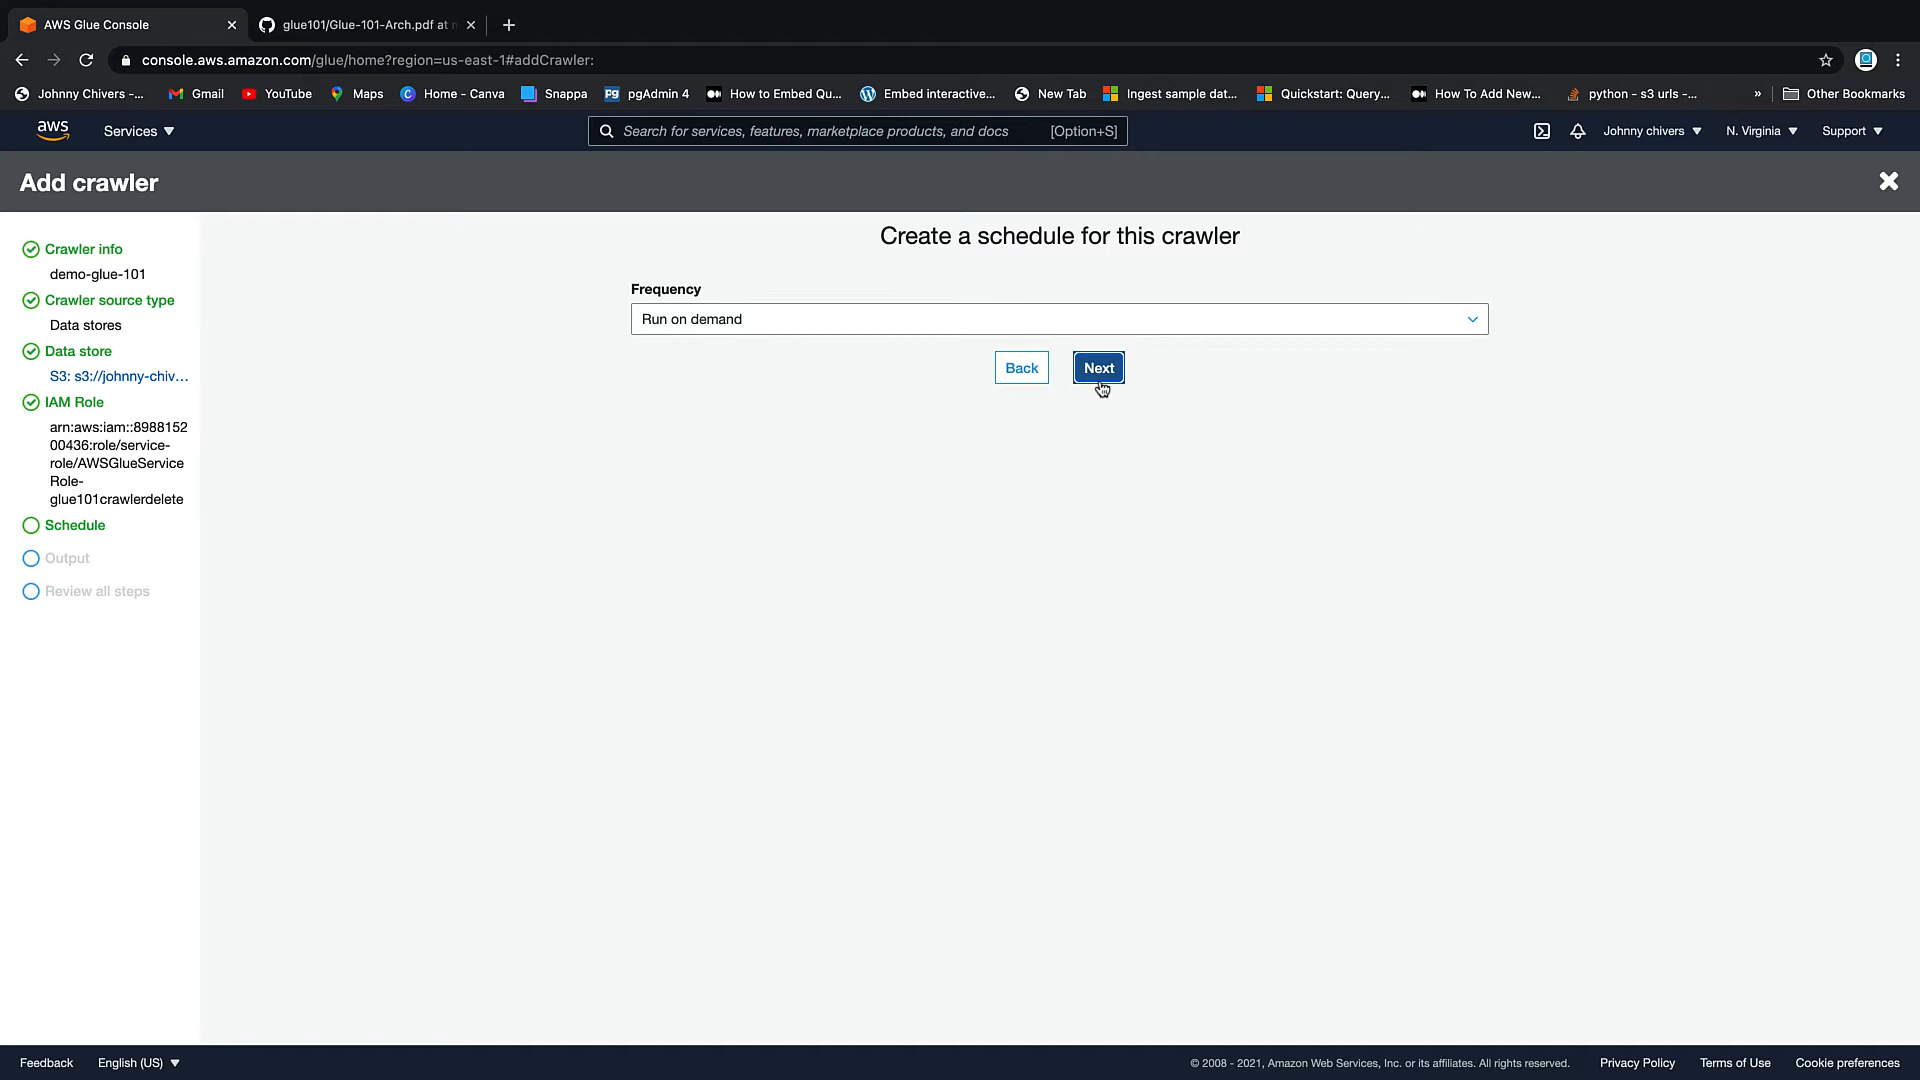 AWS Glue Console
glue101/Glue-101-Arch.pdf at
console.aws.amazon.com/glue/home?region=us-east-1#addCrawler:
Johnny Chivers -... Gmail YouTube Maps Home - Canva Snappa pgAdmin 4 How to Embed Qu... Embed interactive... New Tab Ingest sample dat... Quickstart: Query... How To Add New... python - s3 urls -... » Other Bookmarks
aws Services Search for services, features, marketplace products, and docs [Option+S] Johnny chivers N. Virginia Support
Add crawler
Crawler info
demo-glue-101
Crawler source type
Data stores
Data store
S3: s3://johnny-chiv...
IAM Role
arn:aws:iam::8988152
00436:role/service-
role/AWSGlueService
Role-
glue101crawlerdelete
Schedule
Output
Review all steps
Create a schedule for this crawler
Frequency
Run on demand
Back Next
Feedback English (US) © 2008 - 2021, Amazon Web Services, Inc. or its affiliates. All rights reserved. Privacy Policy Terms of Use Cookie preferences